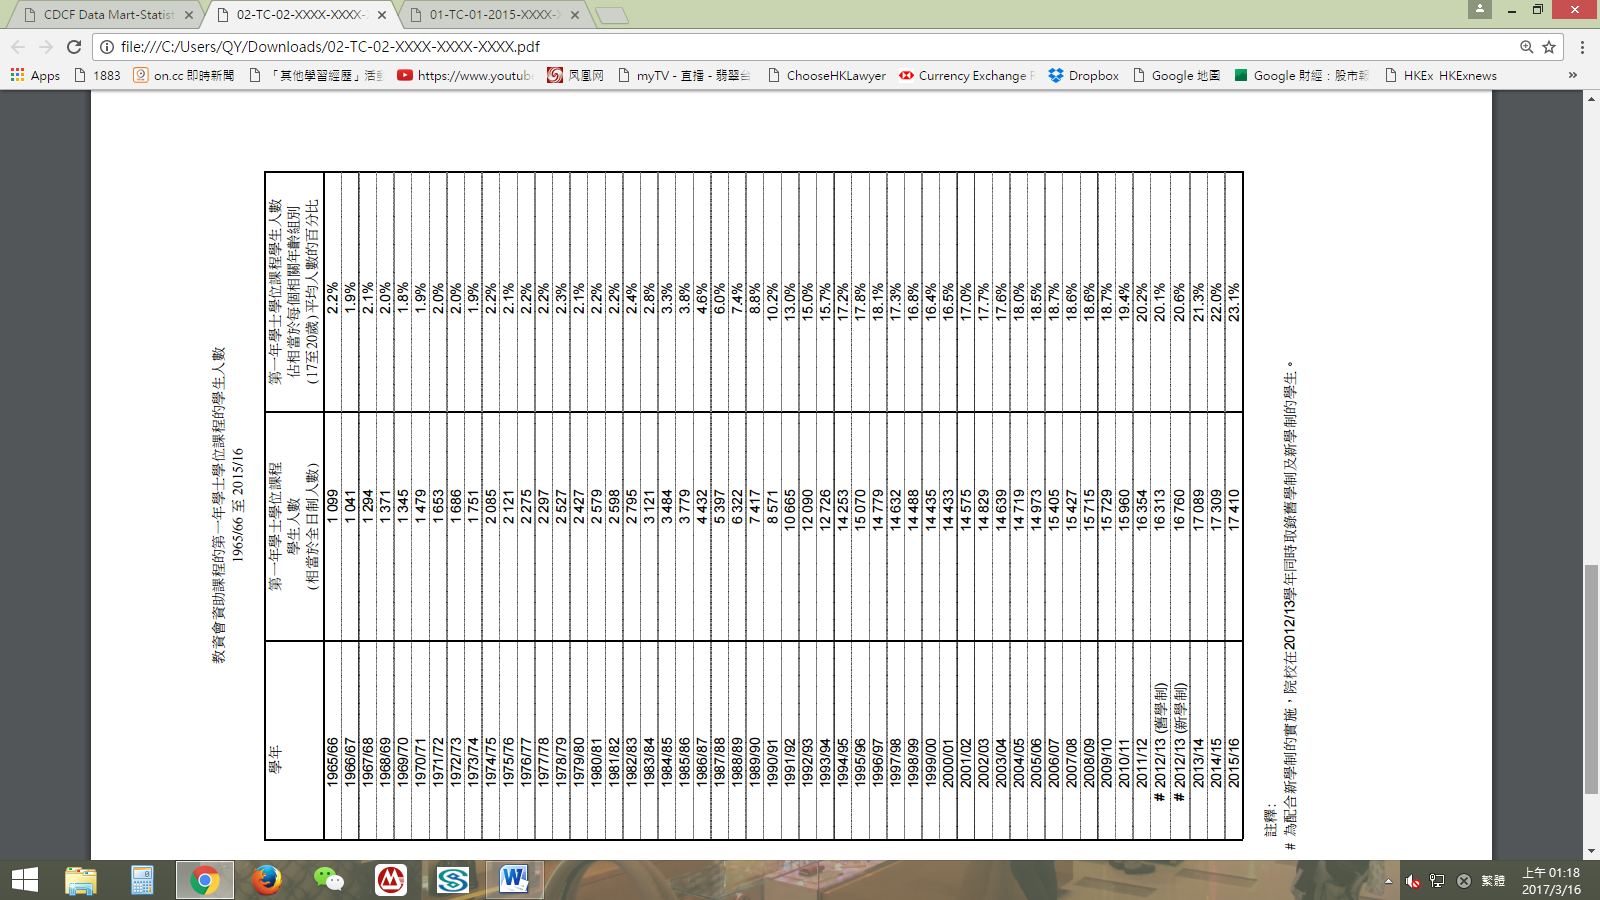 CDCF Data Mart-Statist
02-TC-02-XXXX-XXXX-
01-TC-01-2015-XXXX-
file:///C:/Users/QY/Downloads/02-TC-02-XXXX-XXXX-XXXX.pdf
Apps 1883 on.cc 即時新聞 「其他學習經歷」活 https://www.youtube 凤凰网 myTV - 直播 - 翡翠台 ChooseHKLawyer Currency Exchange Dropbox Google 地圖 Google 財經：股市 HKEx HKExnews »
教資會資助課程的第一年學士學位課程的學生人數
1965/66 至 2015/16
學年
第一年學士學位課程
學生人數
(相當於全日制人數)
第一年學士學位課程學生人數
佔相當於每個相關年齡組別
(17至20歲)平均人數的百分比
1965/66 1 099 2.2%
1966/67 1 041 1.9%
1967/68 1 294 2.1%
1968/69 1 371 2.0%
1969/70 1 345 1.8%
1970/71 1 479 1.9%
1971/72 1 653 2.0%
1972/73 1 686 2.0%
1973/74 1 751 1.9%
1974/75 2 085 2.2%
1975/76 2 121 2.1%
1976/77 2 275 2.2%
1977/78 2 297 2.2%
1978/79 2 527 2.3%
1979/80 2 427 2.1%
1980/81 2 579 2.2%
1981/82 2 598 2.2%
1982/83 2 795 2.4%
1983/84 3 121 2.8%
1984/85 3 484 3.3%
1985/86 3 779 3.8%
1986/87 4 432 4.6%
1987/88 5 397 6.0%
1988/89 6 322 7.4%
1989/90 7 417 8.8%
1990/91 8 571 10.2%
1991/92 10 665 13.0%
1992/93 12 090 15.0%
1993/94 12 726 15.7%
1994/95 14 253 17.2%
1995/96 15 070 17.8%
1996/97 14 779 18.1%
1997/98 14 632 17.3%
1998/99 14 488 16.8%
1999/00 14 435 16.4%
2000/01 14 433 16.5%
2001/02 14 575 17.0%
2002/03 14 829 17.7%
2003/04 14 639 17.6%
2004/05 14 719 18.0%
2005/06 14 973 18.5%
2006/07 15 405 18.7%
2007/08 15 427 18.6%
2008/09 15 715 18.6%
2009/10 15 729 18.7%
2010/11 15 960 19.4%
2011/12 16 354 20.2%
# 2012/13 (舊學制) 16 313 20.1%
# 2012/13 (新學制) 16 760 20.6%
2013/14 17 089 21.3%
2014/15 17 309 22.0%
2015/16 17 410 23.1%
註釋:
# 為配合新學制的實施，院校在2012/13學年同時取錄舊學制及新學制的學生。
繁體
上午 01:18
2017/3/16